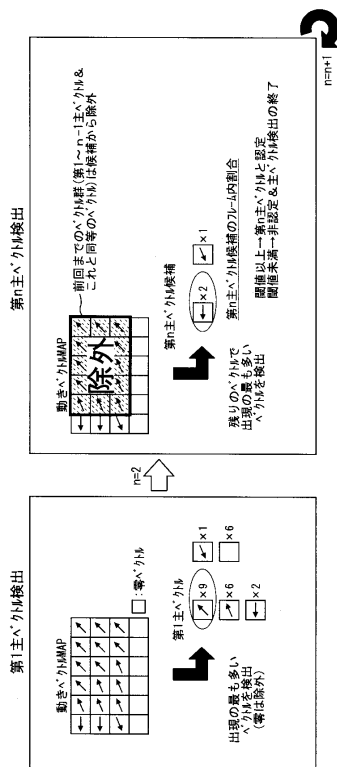 第1主ベクトル検出
動きベクトルMAP
□:零ベクトル
第1主ベクトル
×9
×1
×6
×6
×2
出現の最も多い
ベクトルを検出
(零は除外)
n=2
第n主ベクトル検出
動きベクトルMAP
除外
前回までのベクトル群(第1～n-1主ベクトル&
これと同等のベクトル)は候補から除外
第n主ベクトル候補
×2
×1
残りのベクトルで
出現の最も多い
ベクトルを検出
第n主ベクトル候補のフレーム内割合
閾値以上→第n主ベクトルと認定
閾値未満→非認定&主ベクトル検出の終了
n=n+1